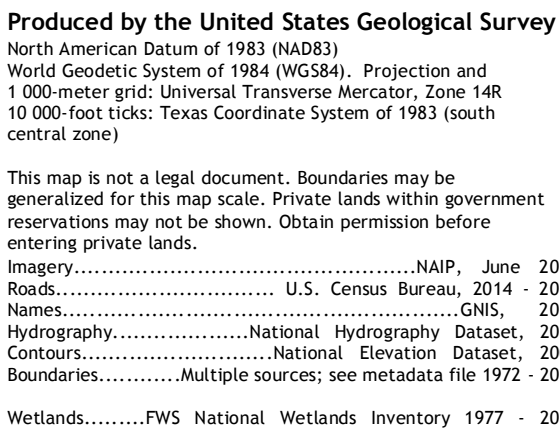 Produced by the United States Geological Survey
North American Datum of 1983 (NAD83)
World Geodetic System of 1984 (WGS84). Projection and
1 000-meter grid: Universal Transverse Mercator, Zone 14R
10 000-foot ticks: Texas Coordinate System of 1983 (south
central zone)
This map is not a legal document. Boundaries may be
generalized for this map scale. Private lands within government
reservations may not be shown. Obtain permission before
entering private lands.
Imagery.................................................NAIP, June 20
Roads............................... U.S. Census Bureau, 2014 - 20
Names.........................................................GNIS, 20
Hydrography....................National Hydrography Dataset, 20
Contours............................National Elevation Dataset, 20
Boundaries............Multiple sources; see metadata file 1972 - 20
Wetlands.........FWS National Wetlands Inventory 1977 - 20